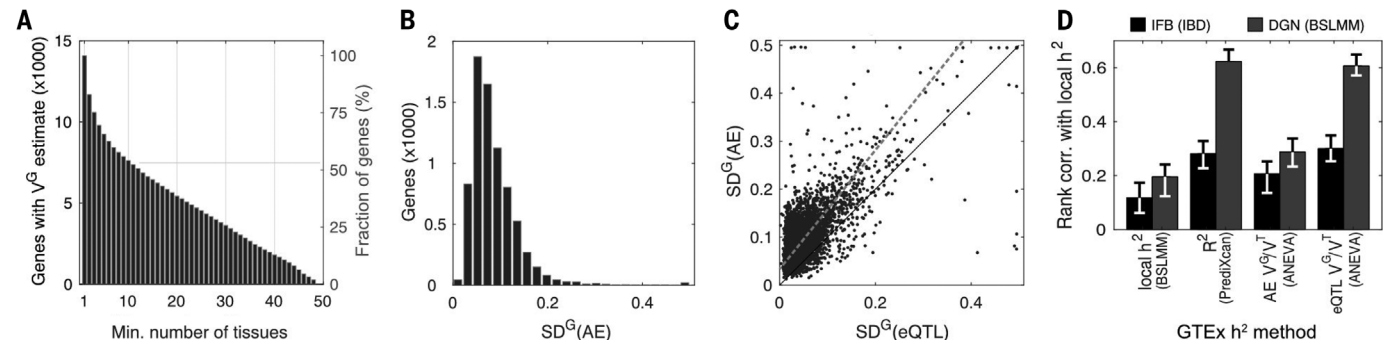 A
Genes with V^G estimate (x1000)
15
10
5
0
100
75
50
25
0
Fraction of genes (%)
1 10 20 30 40 50
Min. number of tissues
B
Genes (x1000)
2
1.5
1
0.5
0
0 0.2 0.4
SD^G(AE)
C
SD^G(AE)
0.5
0.4
0.3
0.2
0.1
0
0 0.2 0.4
SD^G(eQTL)
D
IFB (IBD) DGN (BSLMM)
Rank corr. with local h^2
0.6
0.4
0.2
0
local h^2
(BSLMM)
R^2
(PrediXcan)
AE V^G/V^T
(ANEVA)
eQTL V^G/V^T
(ANEVA)
GTEx h^2 method